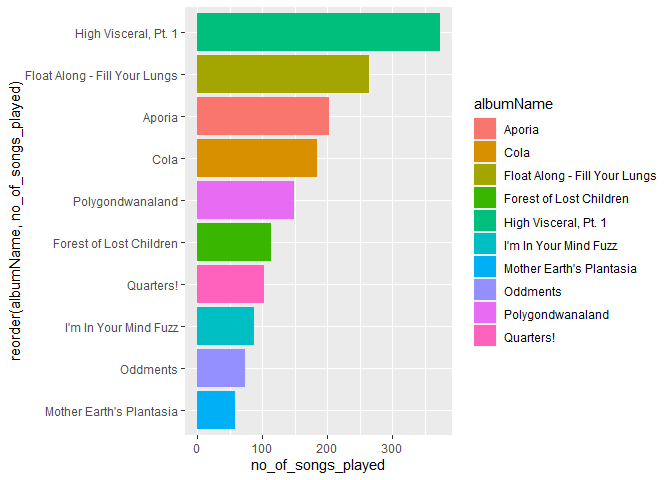 High Visceral, Pt. 1
Float Along - Fill Your Lungs
Aporia
Cola
Polygondwanaland
Forest of Lost Children
Quarters!
I'm In Your Mind Fuzz
Oddments
Mother Earth's Plantasia
reorder(albumName, no_of_songs_played)
0 100 200 300
no_of_songs_played
albumName
Aporia
Cola
Float Along - Fill Your Lungs
Forest of Lost Children
High Visceral, Pt. 1
I'm In Your Mind Fuzz
Mother Earth's Plantasia
Oddments
Polygondwanaland
Quarters!